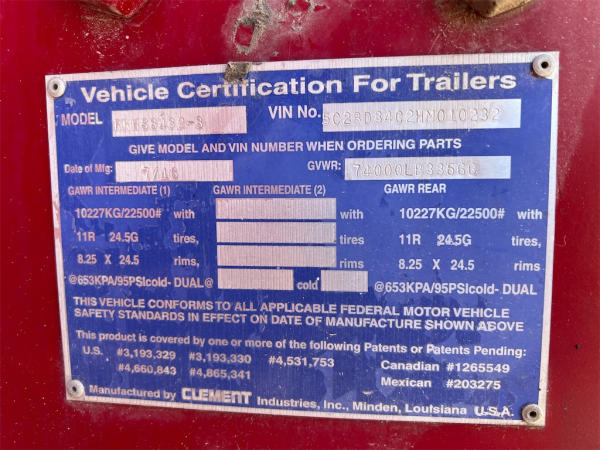 Vehicle Certification For Trailers
MODEL VIN No. 5C2BD34C2HM010232
GIVE MODEL AND VIN NUMBER WHEN ORDERING PARTS
Date of Mfg: 7/16 GVWR: 74000LB33566
GAWR INTERMEDIATE (1) GAWR INTERMEDIATE (2) GAWR REAR
10227KG/22500# with with 10227KG/22500# with
11R 24.5G tires, tires, 11R 24.5G tires,
8.25 X 24.5 rims, rims 8.25 X 24.5 rims,
@653KPA/95PSIcold- DUAL@ cold @653KPA/95PSIcold- DUAL
THIS VEHICLE CONFORMS TO ALL APPLICABLE FEDERAL MOTOR VEHICLE
SAFETY STANDARDS IN EFFECT ON DATE OF MANUFACTURE SHOWN ABOVE
This product is covered by one or more of the following Patents or Patents Pending:
U.S. #3,193,329 #3,193,330 #4,531,753 Canadian #1265549
#4,660,843 #4,865,341 Mexican #203275
Manufactured by CLEMENT Industries, Inc., Minden, Louisiana U.S.A.